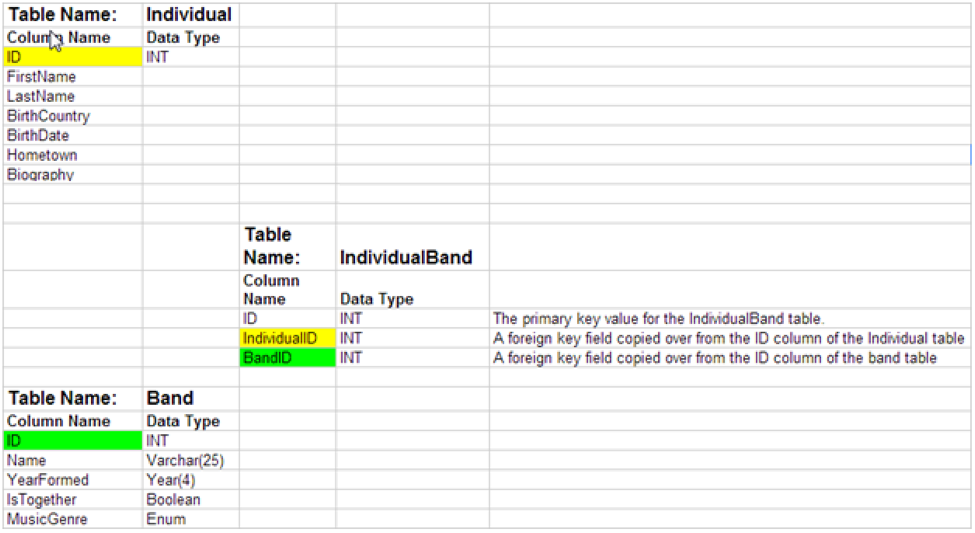 Table Name: Individual
Column Name Data Type
ID INT
FirstName
LastName
BirthCountry
BirthDate
Hometown
Biography
Table
Name: IndividualBand
Column
Name Data Type
ID INT The primary key value for the IndividualBand table.
IndividualID INT A foreign key field copied over from the ID column of the Individual table
BandID INT A foreign key field copied over from the ID column of the band table
Table Name: Band
Column Name Data Type
ID INT
Name Varchar(25)
YearFormed Year(4)
IsTogether Boolean
MusicGenre Enum